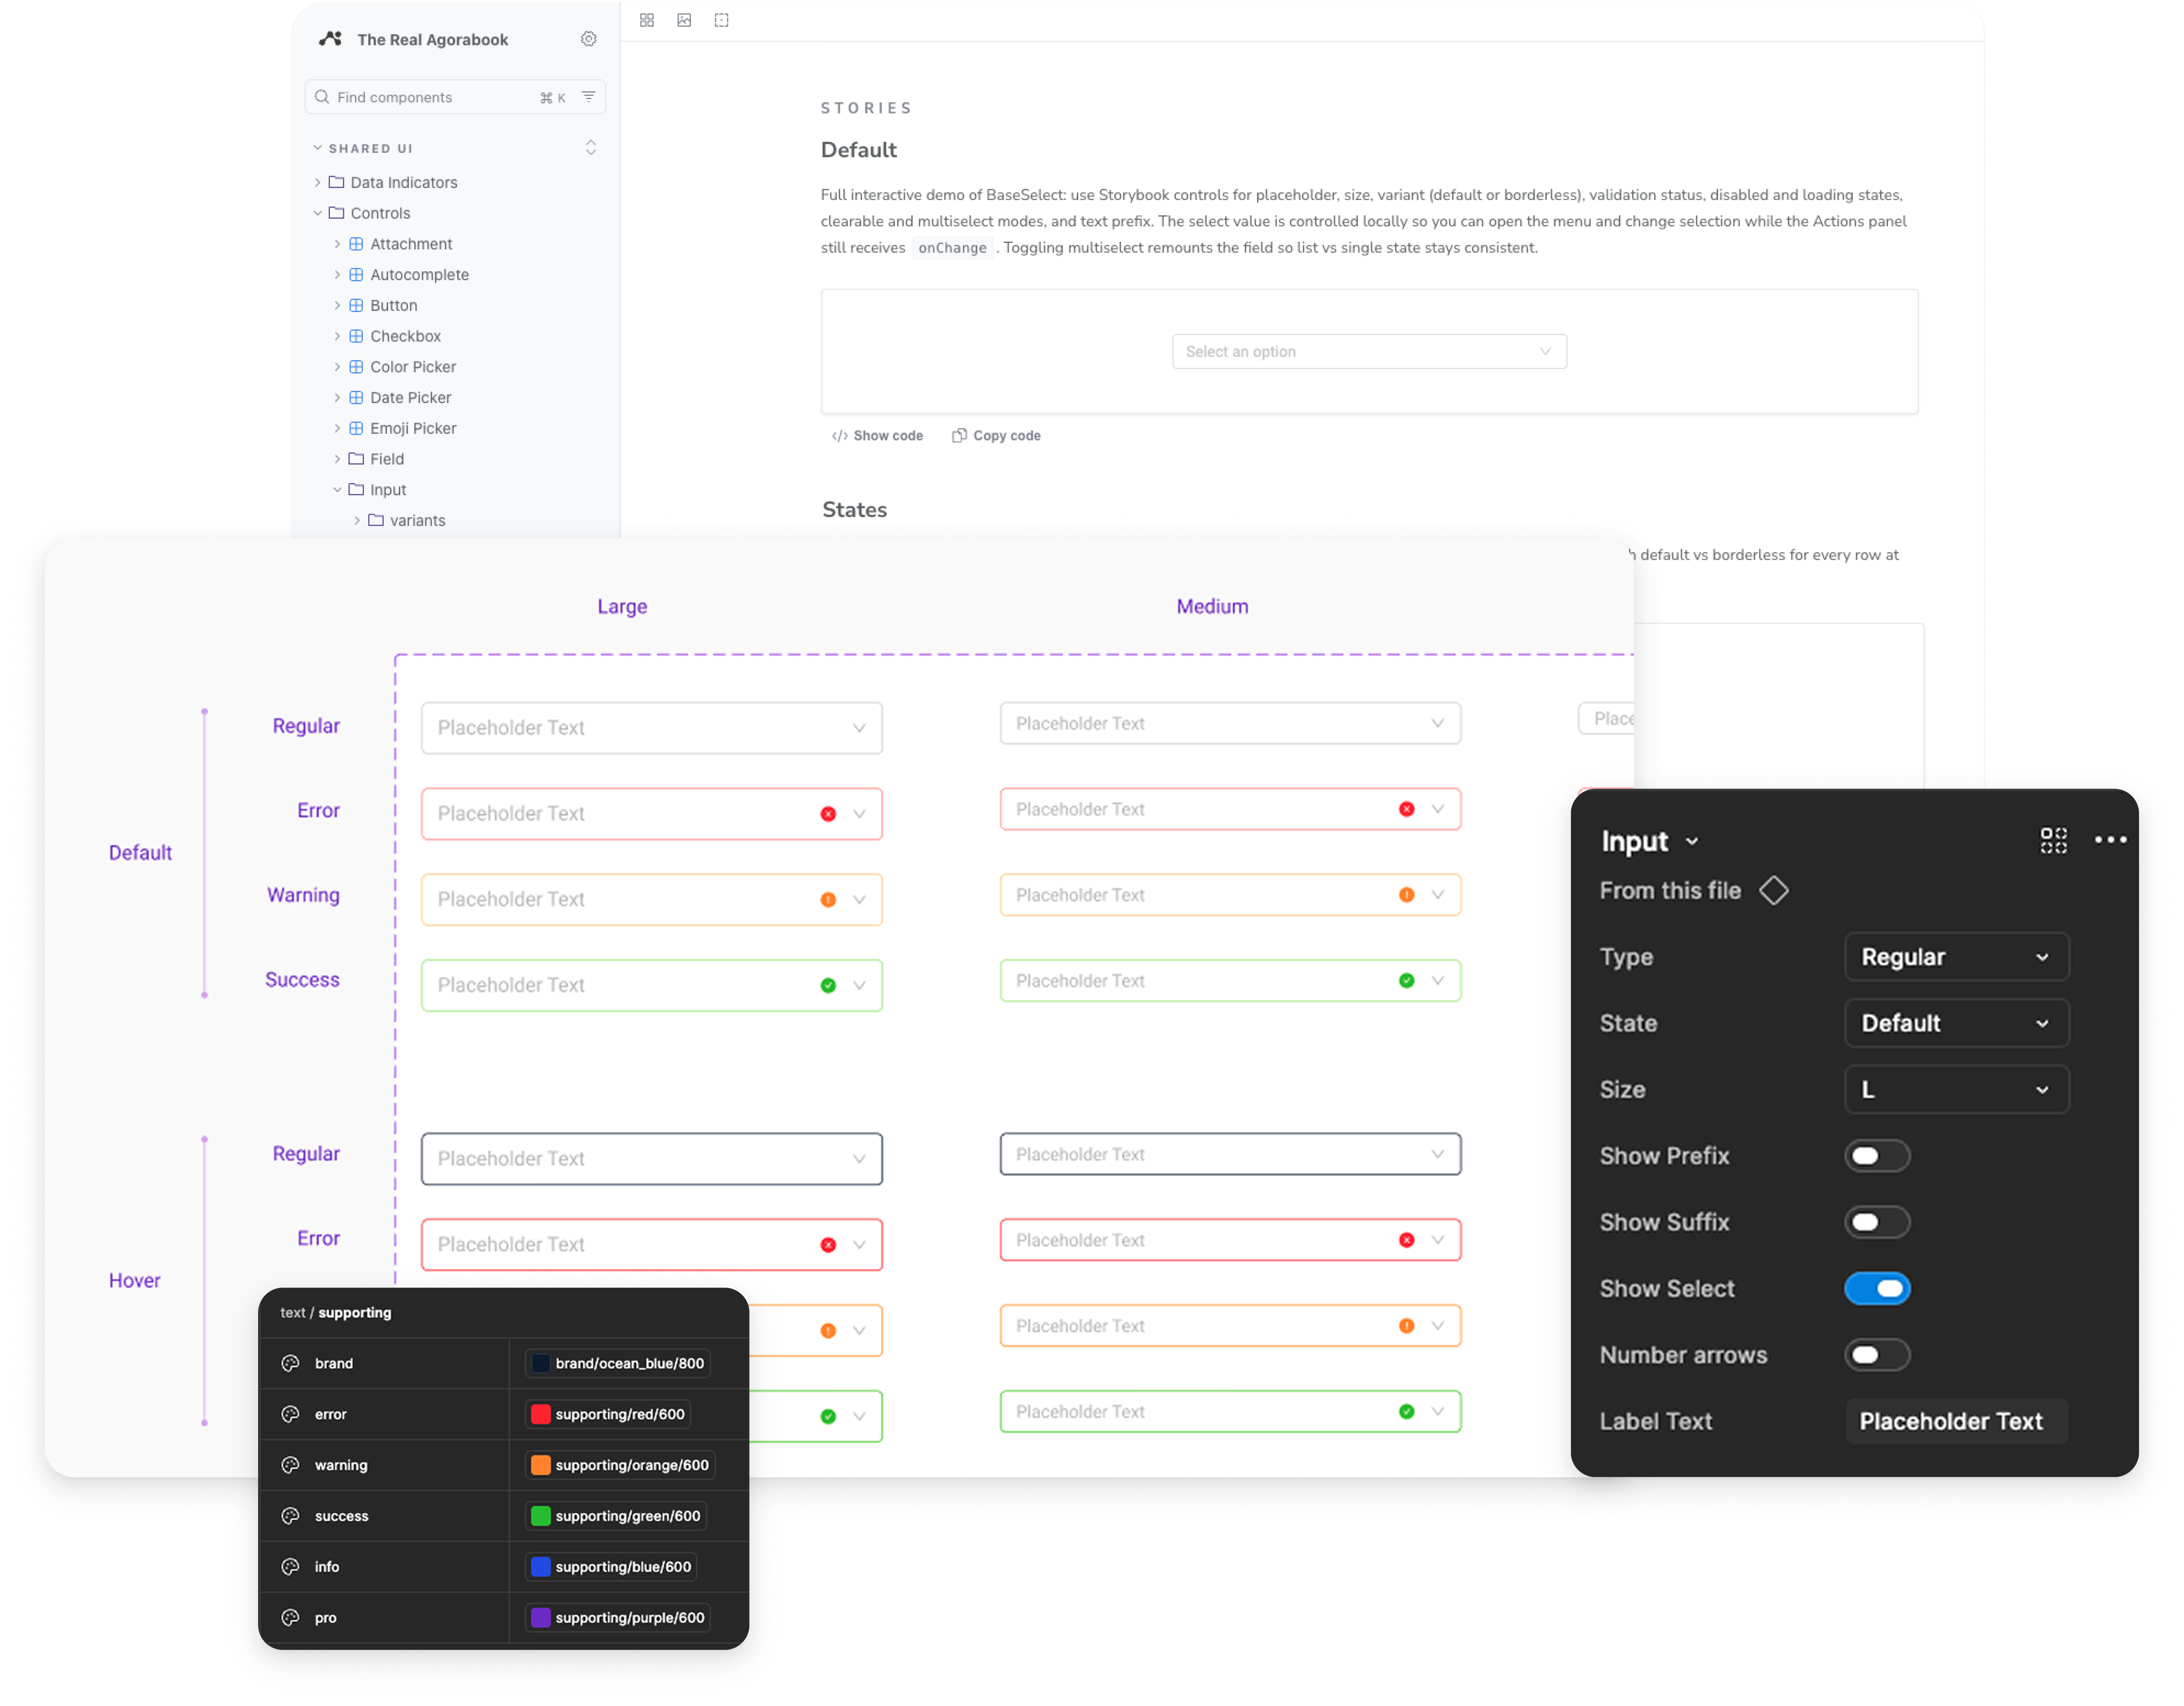 The Real Agorabook
Find components
⌘ K
SHARED UI
Data Indicators
Controls
Attachment
Autocomplete
Button
Checkbox
Color Picker
Date Picker
Emoji Picker
Field
Input
variants
STORIES
Default
Full interactive demo of BaseSelect: use Storybook controls for placeholder, size, variant (default or borderless), validation status, disabled and loading states,
clearable and multiselect modes, and text prefix. The select value is controlled locally so you can open the menu and change selection while the Actions panel
still receives onChange . Toggling multiselect remounts the field so list vs single state stays consistent.
Select an option
</> Show code
Copy code
States
default vs borderless for every row at
Large
Medium
Default
Regular
Placeholder Text
Placeholder Text
Place
Error
Placeholder Text
Placeholder Text
Warning
Placeholder Text
Placeholder Text
Success
Placeholder Text
Placeholder Text
Hover
Regular
Placeholder Text
Placeholder Text
Error
Placeholder Text
Placeholder Text
Placeholder Text
Placeholder Text
text / supporting
brand
brand/ocean_blue/800
error
supporting/red/600
warning
supporting/orange/600
success
supporting/green/600
info
supporting/blue/600
pro
supporting/purple/600
Input
From this file
Type
Regular
State
Default
Size
L
Show Prefix
Show Suffix
Show Select
Number arrows
Label Text
Placeholder Text